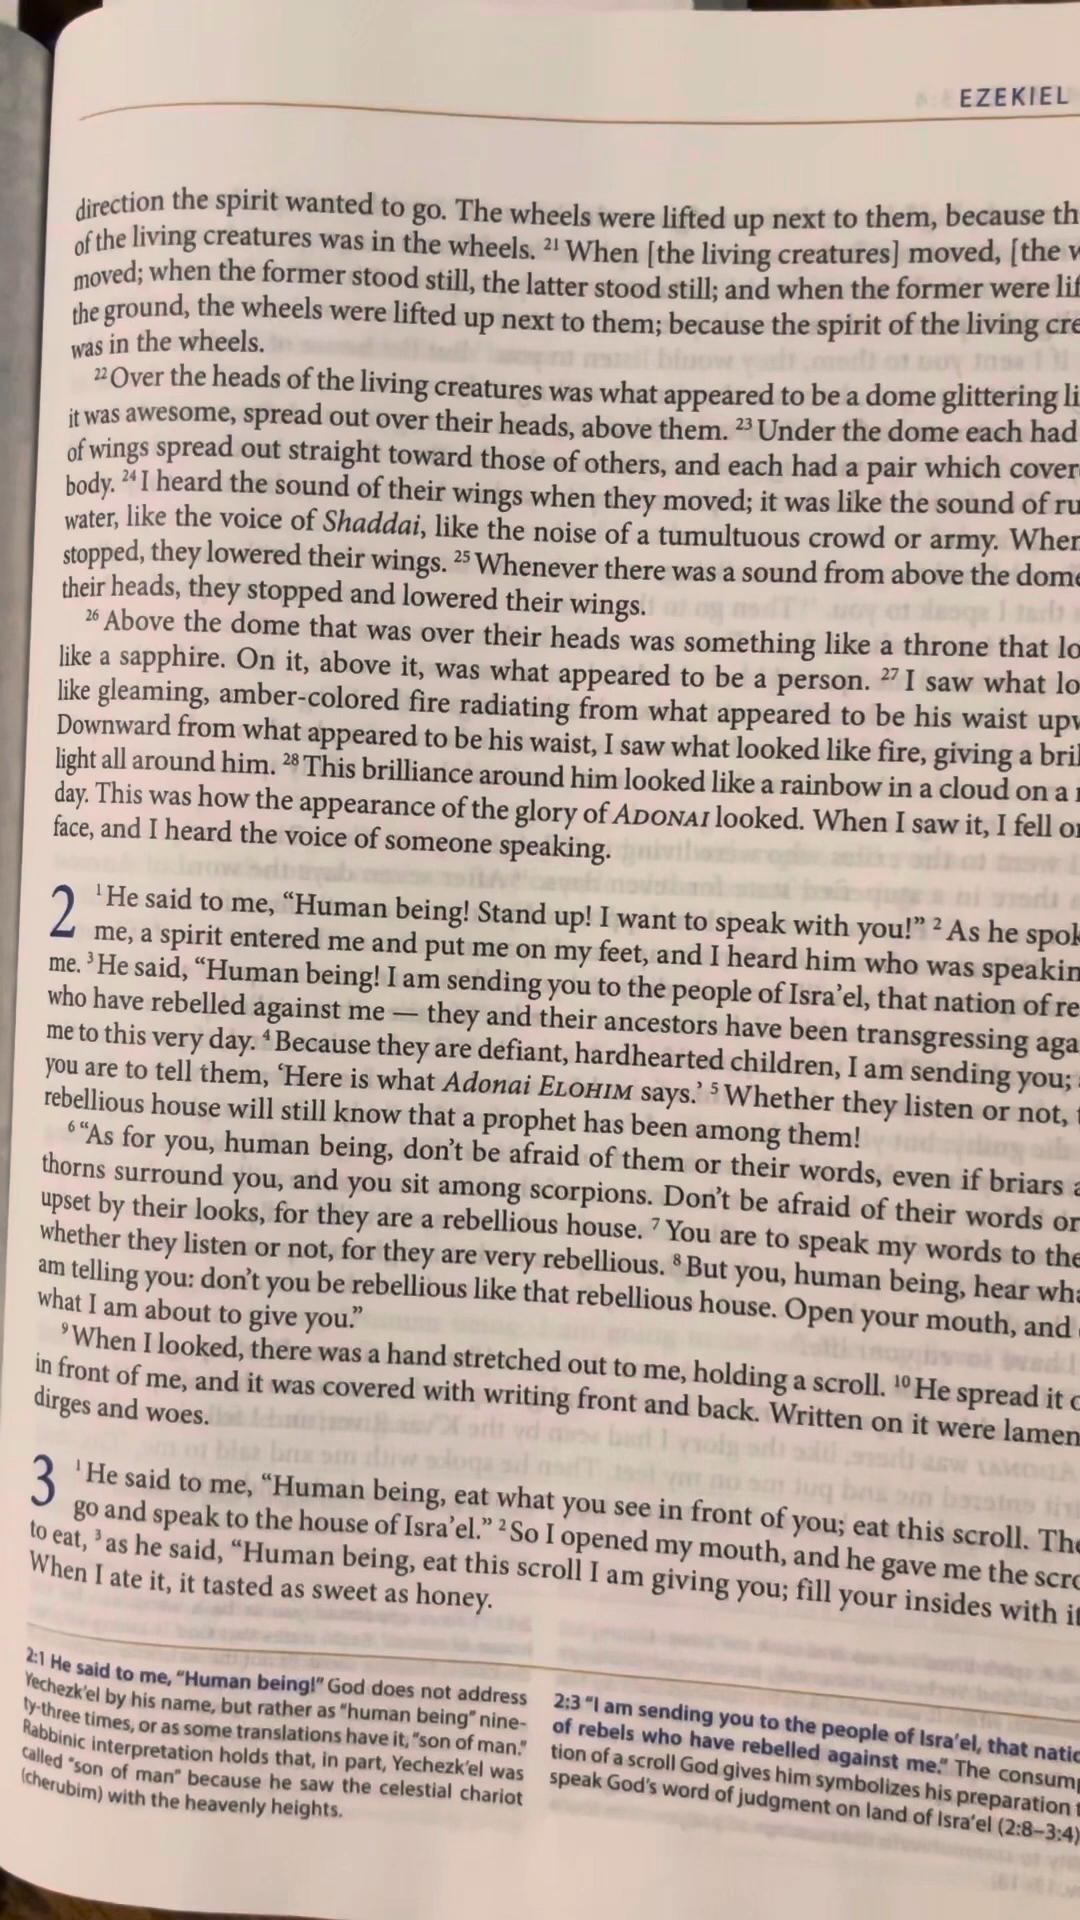 EZEKIEL
direction the spirit wanted to go. The wheels were lifted up next to them, because
of the living creatures was in the wheels. 21 When [the living creatures] moved, [the
moved; when the former stood still, the latter stood still; and when the former were
the ground, the wheels were lifted up next to them; because the spirit of the living
was in the wheels.
22 Over the heads of the living creatures was what appeared to be a dome glittering
it was awesome, spread out over their heads, above them. 23 Under the dome each had
of wings spread out straight toward those of others, and each had a pair which
body. 24 I heard the sound of their wings when they moved; it was like the sound of
water, like the voice of Shaddai, like the noise of a tumultuous crowd or army.
stopped, they lowered their wings. 25 Whenever there was a sound from above the dome
their heads, they stopped and lowered their wings.
26 Above the dome that was over their heads was something like a throne that
like a sapphire. On it, above it, was what appeared to be a person. 27 I saw what
like gleaming, amber-colored fire radiating from what appeared to be his waist
Downward from what appeared to be his waist, I saw what looked like fire, giving a
light all around him. 28 This brilliance around him looked like a rainbow in a cloud on a
day. This was how the appearance of the glory of ADONAI looked. When I saw it, I fell
face, and I heard the voice of someone speaking.
2 1 He said to me, “Human being! Stand up! I want to speak with you!” 2 As he
me, a spirit entered me and put me on my feet, and I heard him who was
me. 3 He said, “Human being! I am sending you to the people of Isra’el, that nation of
who have rebelled against me — they and their ancestors have been transgressing
me to this very day. 4 Because they are defiant, hardhearted children, I am sending you;
you are to tell them, ‘Here is what Adonai ELOHIM says.’ 5 Whether they listen or not,
rebellious house will still know that a prophet has been among them!
6 “As for you, human being, don’t be afraid of them or their words, even if briars
thorns surround you, and you sit among scorpions. Don’t be afraid of their words or
upset by their looks, for they are a rebellious house. 7 You are to speak my words to
whether they listen or not, for they are very rebellious. 8 But you, human being, hear
am telling you: don’t you be rebellious like that rebellious house. Open your mouth, and
what I am about to give you.”
9 When I looked, there was a hand stretched out to me, holding a scroll. 10 He spread it
in front of me, and it was covered with writing front and back. Written on it were
dirges and woes.
3 1 He said to me, “Human being, eat what you see in front of you; eat this scroll.
go and speak to the house of Isra’el.” 2 So I opened my mouth, and he gave me the
to eat, 3 as he said, “Human being, eat this scroll I am giving you; fill your insides with
When I ate it, it tasted as sweet as honey.
2:1 He said to me, “Human being!” God does not address
Yechezk’el by his name, but rather as “human being” nine-
ty-three times, or as some translations have it, “son of man.”
Rabbinic interpretation holds that, in part, Yechezk’el was
called “son of man” because he saw the celestial chariot
(cherubim) with the heavenly heights.
2:3 “I am sending you to the people of Isra’el, that
of rebels who have rebelled against me.” The
tion of a scroll God gives him symbolizes his preparation
speak God’s word of judgment on land of Isra’el (2:8–3:4)